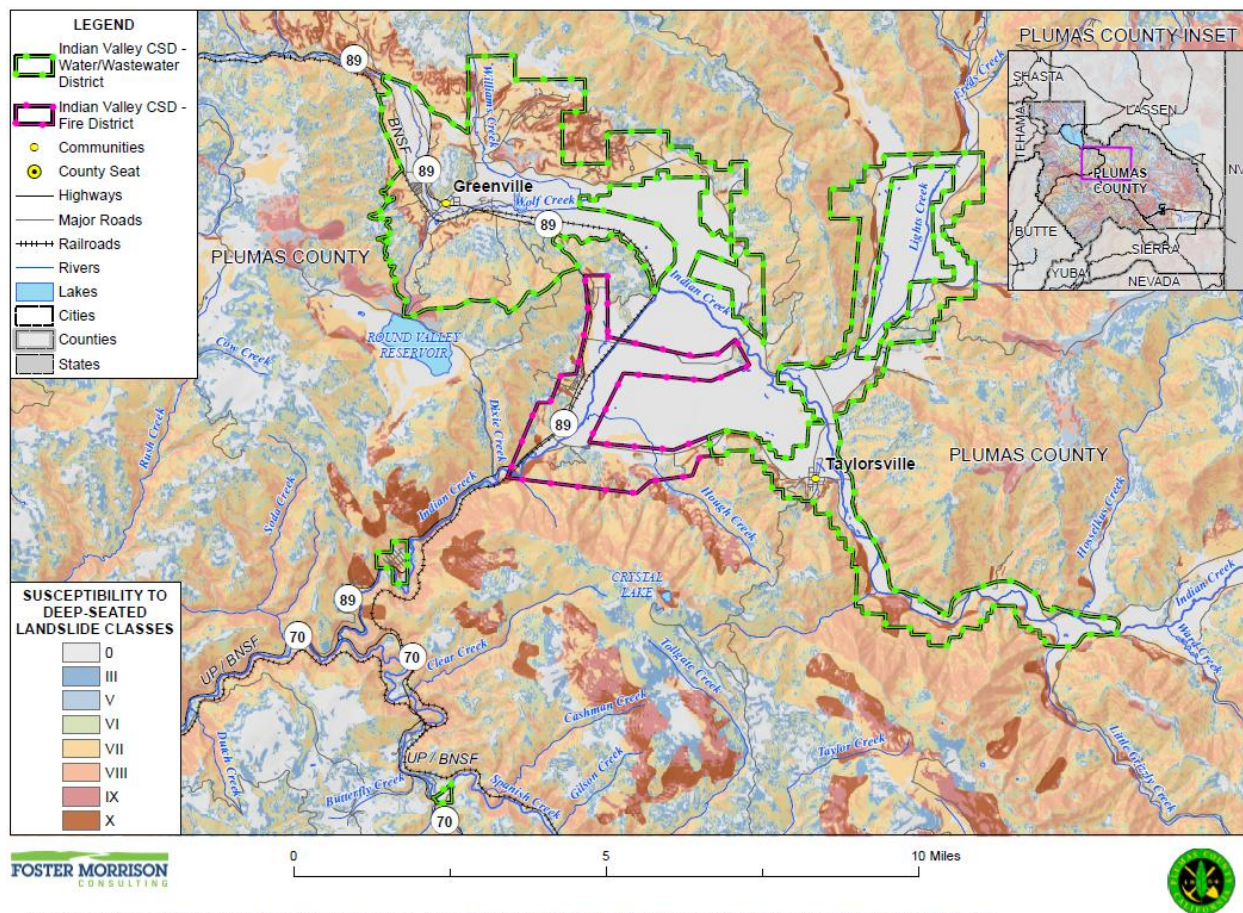 LEGEND
Indian Valley CSD -
Water/Wastewater
District
Indian Valley CSD -
Fire District
Communities
County Seat
Highways
Major Roads
Railroads
Rivers
Lakes
Cities
Counties
States
SUSCEPTIBILITY TO
DEEP-SEATED
LANDSLIDE CLASSES
0
III
V
VI
VII
VIII
IX
X
PLUMAS COUNTY INSET
SHASTA
LASSEN
TEHAMA
PLUMAS
COUNTY
NV
BUTTE
SIERRA
YUBA
NEVADA
89
Williams Creek
Freds Creek
BNSF
89
Greenville
Wolf Creek
89
Lights Creek
PLUMAS COUNTY
Indian Creek
ROUND VALLEY
RESERVOIR
Cow Creek
Rush Creek
Dixie Creek
89
Taylorsville
PLUMAS COUNTY
Soda Creek
Indian Creek
Hough Creek
Hosselkus Creek
89
CRYSTAL
LAKE
Indian Creek
Ward Creek
70
70
UP / BNSF
Clear Creek
Tollgate Creek
Cashman Creek
Taylor Creek
Little Grizzly Creek
Dutch Creek
UP / BNSF
Butterfly Creek
Spanish Creek
Gilson Creek
70
FOSTER MORRISON
CONSULTING
0
5
10 Miles
PLUMAS COUNTY
CALIFORNIA